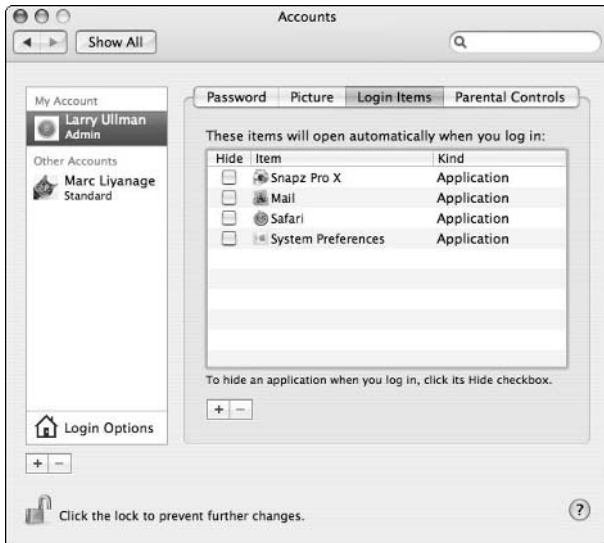 Accounts
Show All
My Account
Larry Ullman
Admin
Other Accounts
Marc Liyanage
Standard
Login Options
+ −
Password Picture Login Items Parental Controls
These items will open automatically when you log in:
Hide Item Kind
Snapz Pro X Application
Mail Application
Safari Application
System Preferences Application
To hide an application when you log in, click its Hide checkbox.
+ −
Click the lock to prevent further changes.
?